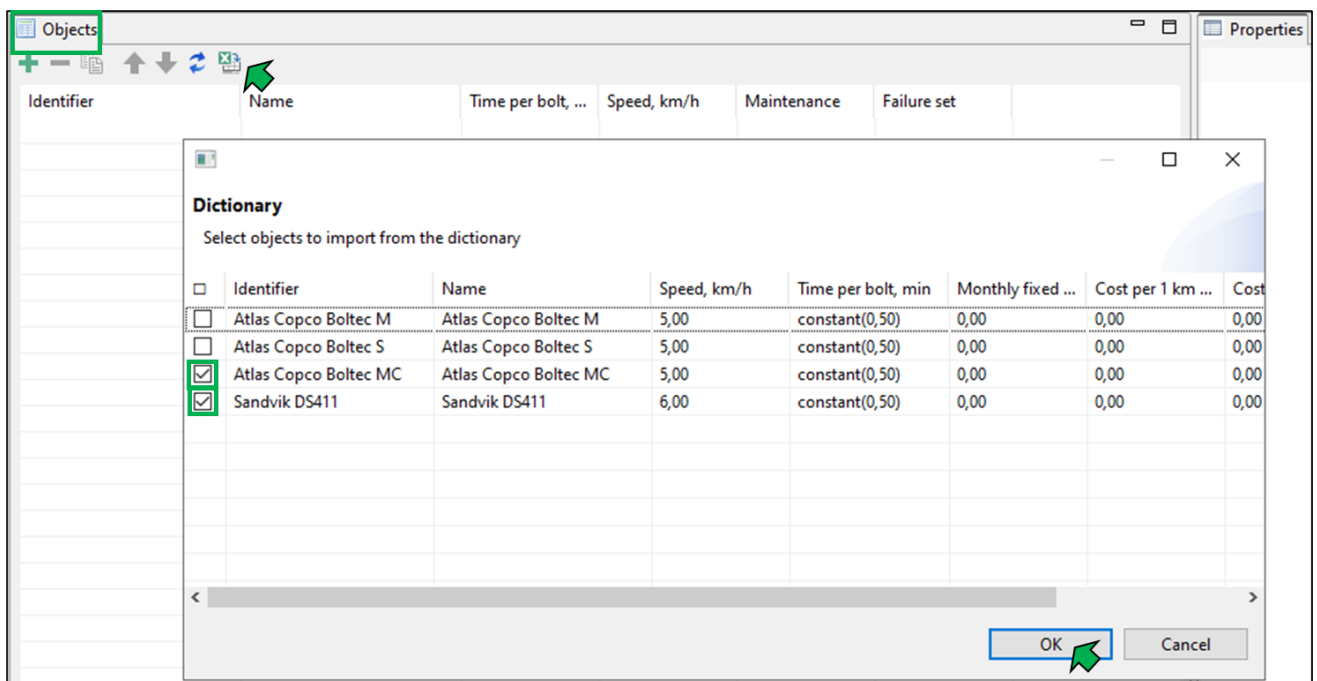 Objects Properties
Identifier Name Time per bolt, ... Speed, km/h Maintenance Failure set
Dictionary
Select objects to import from the dictionary
Identifier Name Speed, km/h Time per bolt, min Monthly fixed ... Cost per 1 km ... Cost
Atlas Copco Boltec M Atlas Copco Boltec M 5,00 constant(0,50) 0,00 0,00 0,00
Atlas Copco Boltec S Atlas Copco Boltec S 5,00 constant(0,50) 0,00 0,00 0,00
Atlas Copco Boltec MC Atlas Copco Boltec MC 5,00 constant(0,50) 0,00 0,00 0,00
Sandvik DS411 Sandvik DS411 6,00 constant(0,50) 0,00 0,00 0,00
OK Cancel